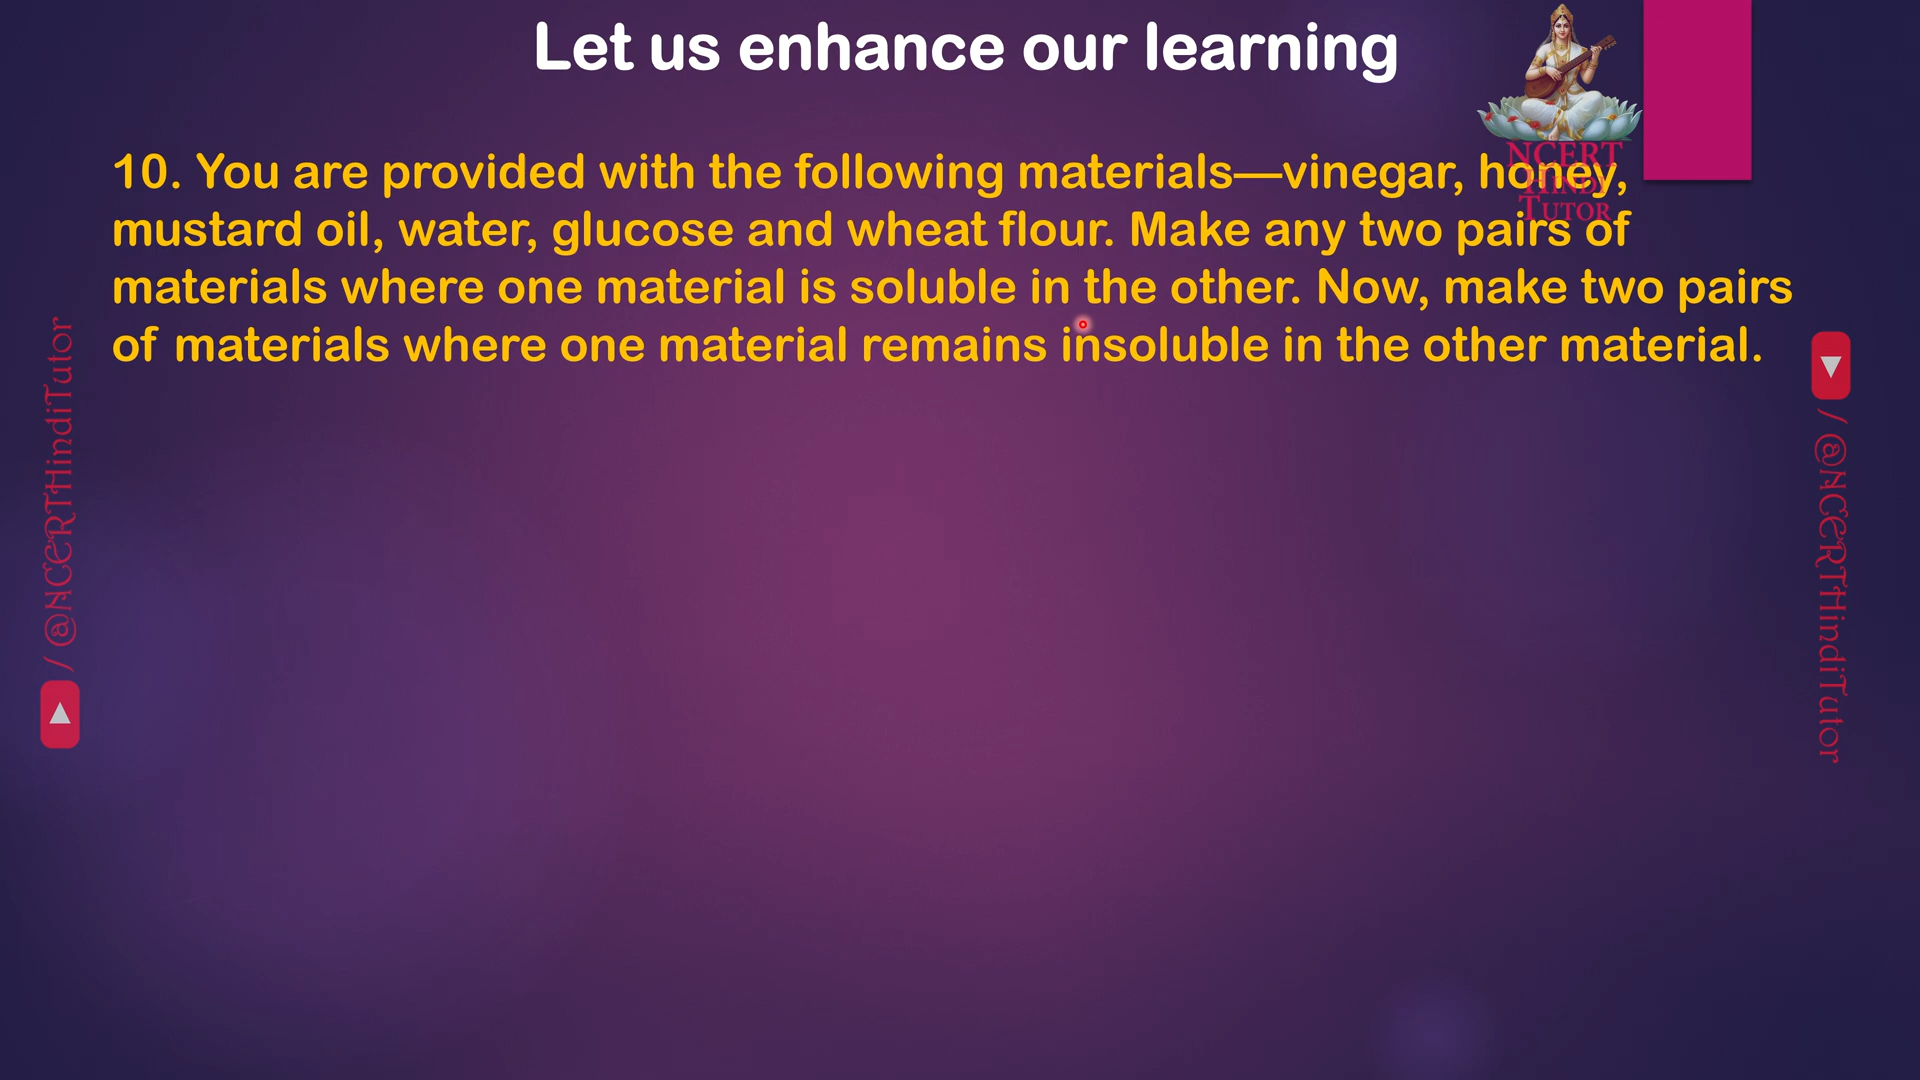 Let us enhance our learning
NCERT
HINDI
TUTOR
10. You are provided with the following materials—vinegar, honey,
mustard oil, water, glucose and wheat flour. Make any two pairs of
materials where one material is soluble in the other. Now, make two pairs
of materials where one material remains insoluble in the other material.
/ @NCERTHindiTutor
/ @NCERTHindiTutor